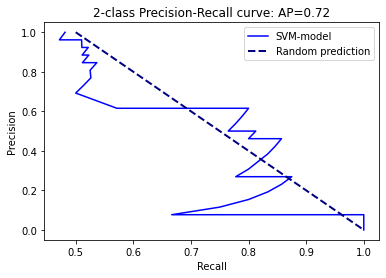 2-class Precision-Recall curve: AP=0.72
SVM-model
Random prediction
1.0
0.8
0.6
0.4
0.2
0.0
Precision
0.5
0.6
0.7
0.8
0.9
1.0
Recall